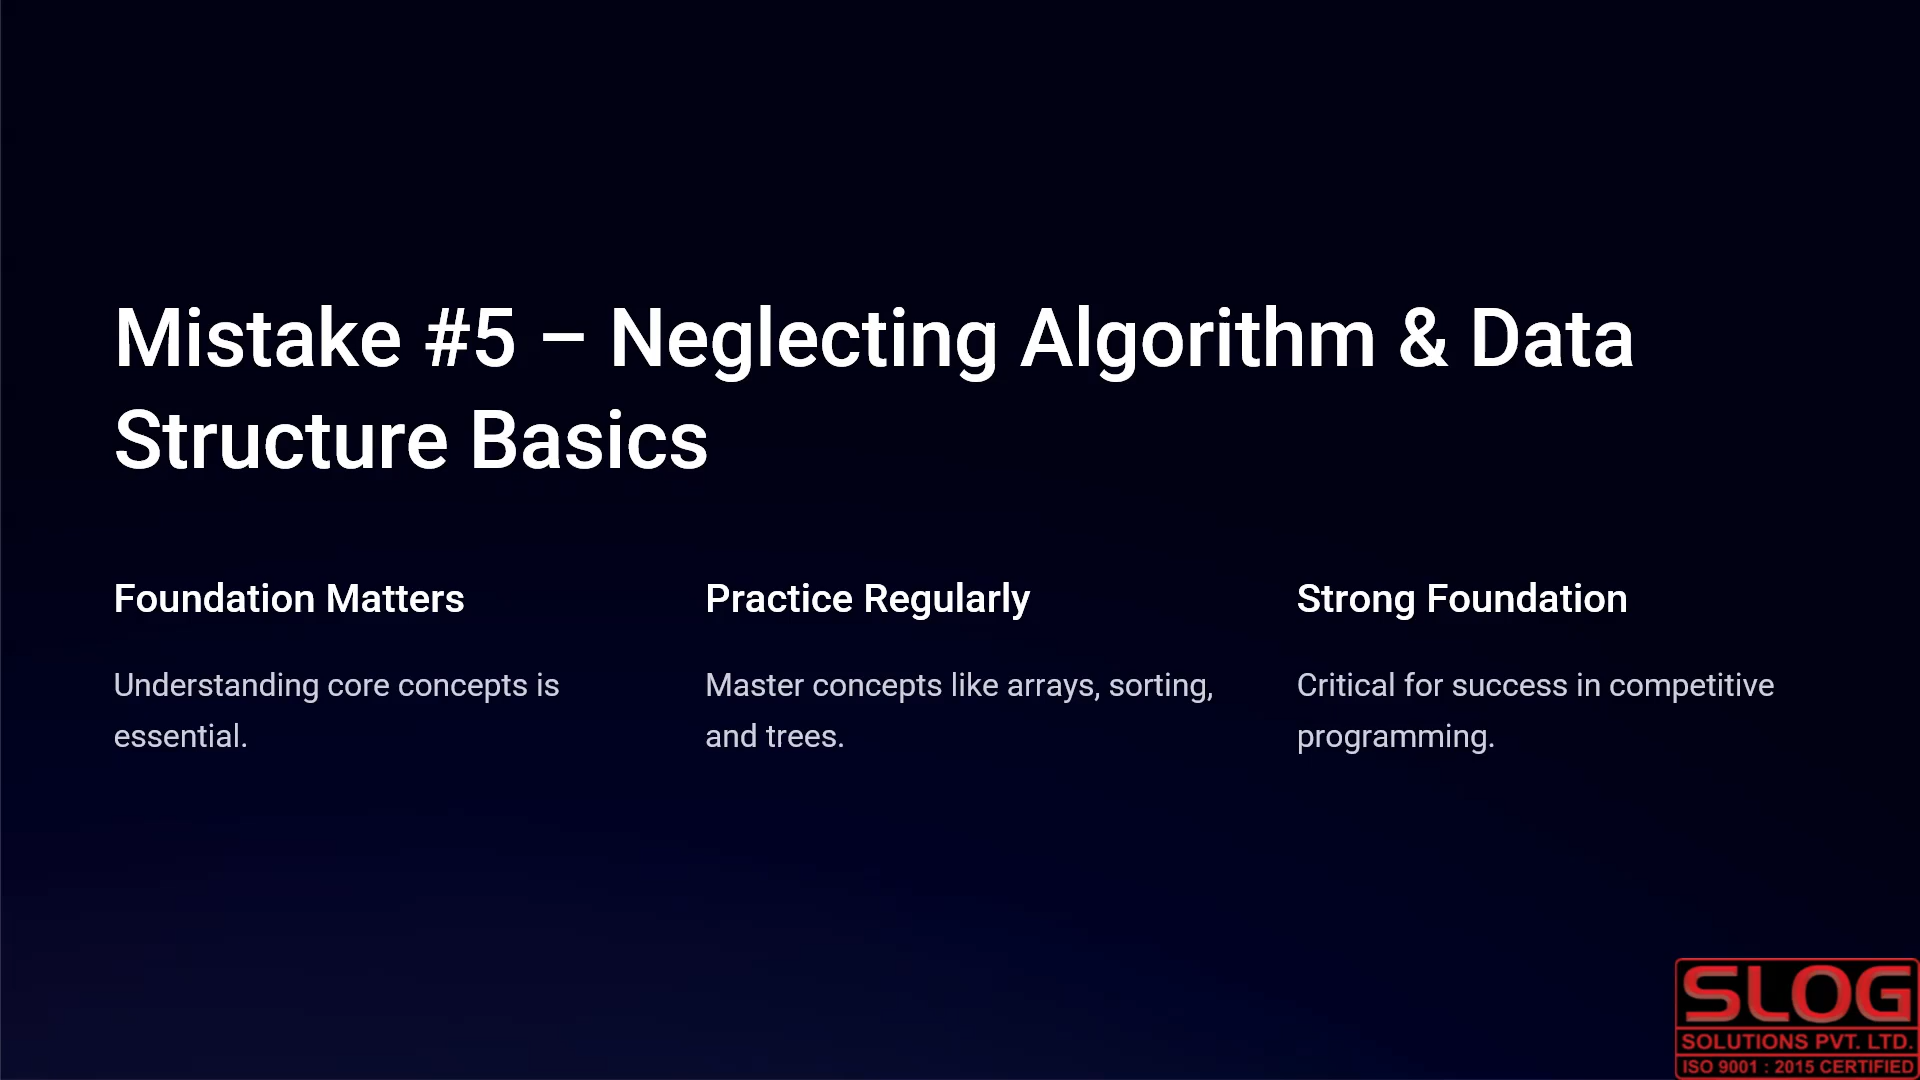 Mistake #5 – Neglecting Algorithm & Data
Structure Basics
Foundation Matters
Understanding core concepts is
essential.
Practice Regularly
Master concepts like arrays, sorting,
and trees.
Strong Foundation
Critical for success in competitive
programming.
SLOG
SOLUTIONS PVT. LTD.
ISO 9001 : 2015 CERTIFIED